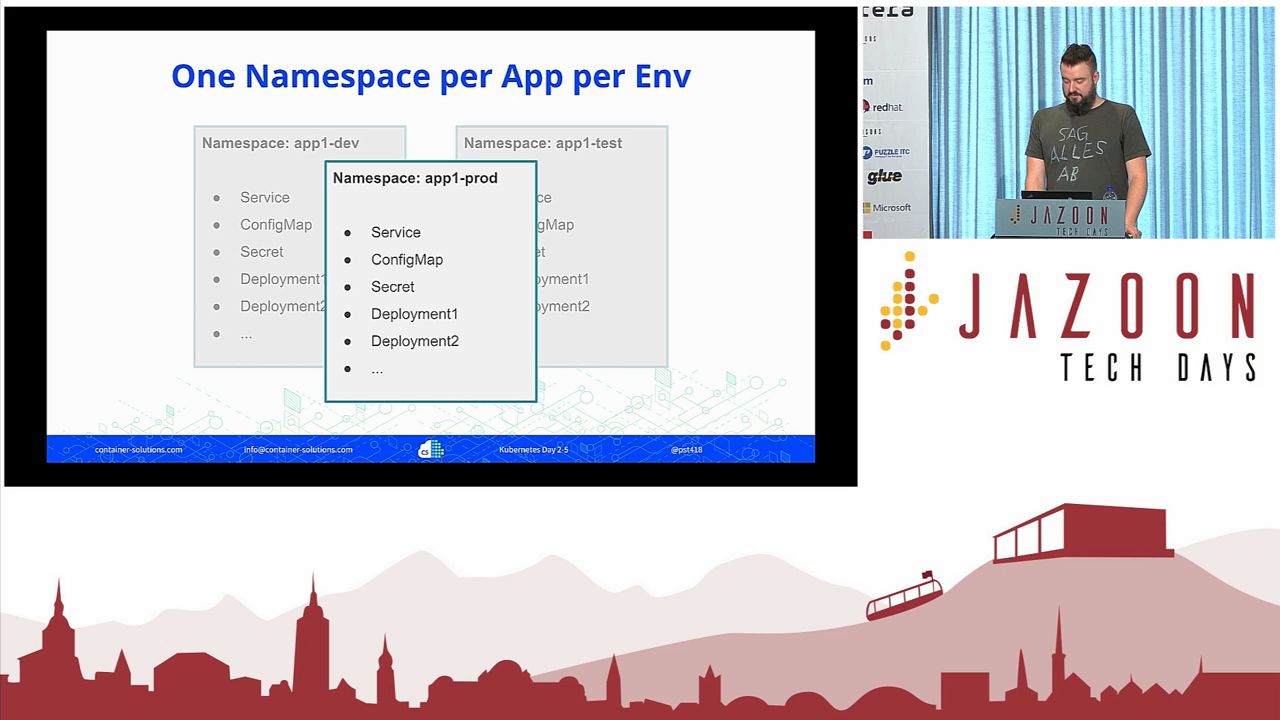 One Namespace per App per Env
Namespace: app1-dev
Service
ConfigMap
Secret
Deployment1
Deployment2
...
Namespace: app1-prod
Service
ConfigMap
Secret
Deployment1
Deployment2
...
Namespace: app1-test
ce
gMap
et
oyment1
oyment2
container-solutions.com
info@container-solutions.com
cs
Kubernetes Day 2-5
@pst418
redhat.
PUZZLE ITC
glue
Microsoft
SAG
ALLES
AB
JAZOON
TECH DAYS
JAZOON
TECH DAYS